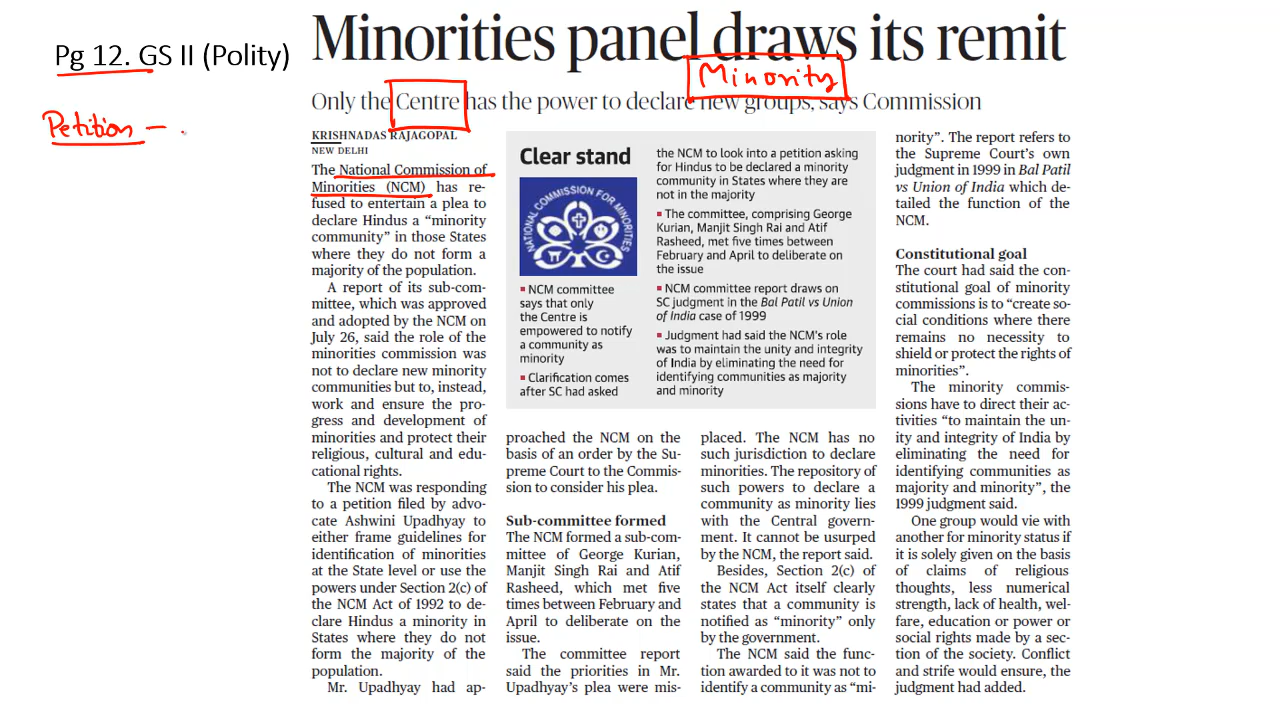 Minorities panel draws its remit
Pg 12. GS II (Polity)
Minority
Only the Centre has the power to declare new groups, says Commission
Petition –
KRISHNADAS RAJAGOPAL
NEW DELHI
The National Commission of
Minorities (NCM) has re-
fused to entertain a plea to
declare Hindus a “minority
community” in those States
where they do not form a
majority of the population.
A report of its sub-com-
mittee, which was approved
and adopted by the NCM on
July 26, said the role of the
minorities commission was
not to declare new minority
communities but to, instead,
work and ensure the pro-
gress and development of
minorities and protect their
religious, cultural and edu-
cational rights.
The NCM was responding
to a petition filed by advo-
cate Ashwini Upadhyay to
either frame guidelines for
identification of minorities
at the State level or use the
powers under Section 2(c) of
the NCM Act of 1992 to de-
clare Hindus a minority in
States where they do not
form the majority of the
population.
Mr. Upadhyay had ap-
Clear stand
NATIONAL COMMISSION FOR MINORITIES
▪ NCM committee
says that only
the Centre is
empowered to notify
a community as
minority
▪ Clarification comes
after SC had asked
the NCM to look into a petition asking
for Hindus to be declared a minority
community in States where they are
not in the majority
▪ The committee, comprising George
Kurian, Manjit Singh Rai and Atif
Rasheed, met five times between
February and April to deliberate on
the issue
▪ NCM committee report draws on
SC judgment in the Bal Patil vs Union
of India case of 1999
▪ Judgment had said the NCM's role
was to maintain the unity and integrity
of India by eliminating the need for
identifying communities as majority
and minority
proached the NCM on the
basis of an order by the Su-
preme Court to the Commis-
sion to consider his plea.
Sub-committee formed
The NCM formed a sub-com-
mittee of George Kurian,
Manjit Singh Rai and Atif
Rasheed, which met five
times between February and
April to deliberate on the
issue.
The committee report
said the priorities in Mr.
Upadhyay’s plea were mis-
placed. The NCM has no
such jurisdiction to declare
minorities. The repository of
such powers to declare a
community as minority lies
with the Central govern-
ment. It cannot be usurped
by the NCM, the report said.
Besides, Section 2(c) of
the NCM Act itself clearly
states that a community is
notified as “minority” only
by the government.
The NCM said the func-
tion awarded to it was not to
identify a community as “mi-
nority”. The report refers to
the Supreme Court’s own
judgment in 1999 in Bal Patil
vs Union of India which de-
tailed the function of the
NCM.
Constitutional goal
The court had said the con-
stitutional goal of minority
commissions is to “create so-
cial conditions where there
remains no necessity to
shield or protect the rights of
minorities”.
The minority commis-
sions have to direct their ac-
tivities “to maintain the un-
ity and integrity of India by
eliminating the need for
identifying communities as
majority and minority”, the
1999 judgment said.
One group would vie with
another for minority status if
it is solely given on the basis
of claims of religious
thoughts, less numerical
strength, lack of health, wel-
fare, education or power or
social rights made by a sec-
tion of the society. Conflict
and strife would ensure, the
judgment had added.